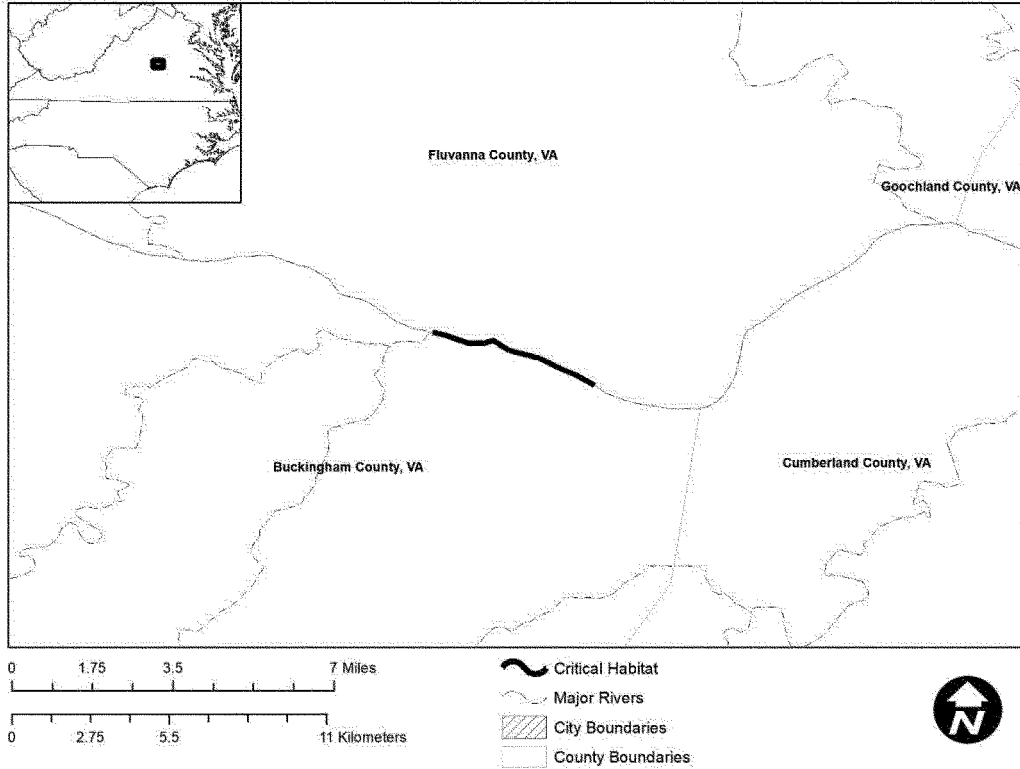 Fluvanna County, VA
Goochland County, VA
Buckingham County, VA
Cumberland County, VA
0 1.75 3.5 7 Miles
0 2.75 5.5 11 Kilometers
Critical Habitat
Major Rivers
City Boundaries
County Boundaries
N